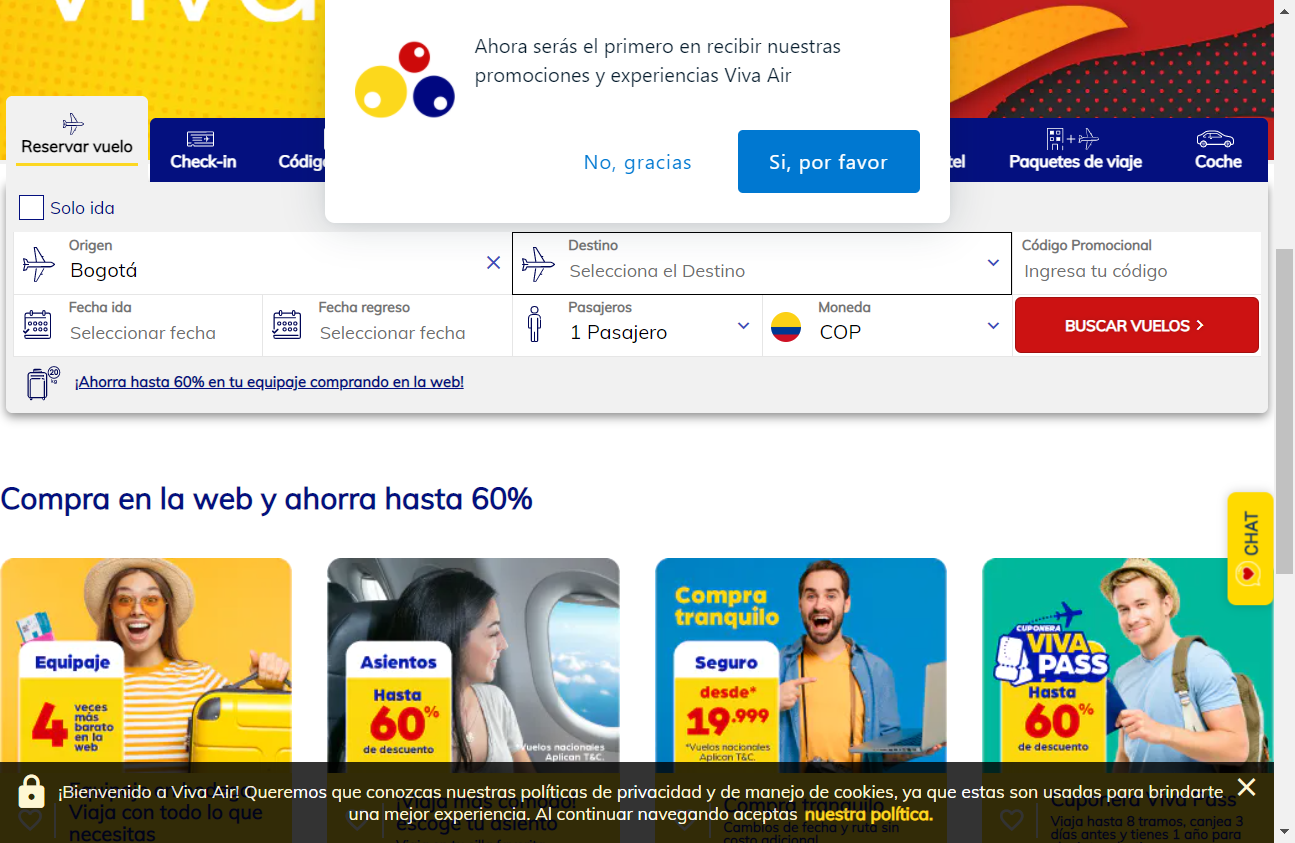 Viva
Ahora serás el primero en recibir nuestras
promociones y experiencias Viva Air
No, gracias
Si, por favor
Reservar vuelo
Check-in
Paquetes de viaje
Coche
Solo ida
Origen
Bogotá
Destino
Selecciona el Destino
Código Promocional
Ingresa tu código
Fecha ida
Seleccionar fecha
Fecha regreso
Seleccionar fecha
Pasajeros
1 Pasajero
Moneda
COP
BUSCAR VUELOS
20
kg
¡Ahorra hasta 60% en tu equipaje comprando en la web!
Compra en la web y ahorra hasta 60%
CHAT
Equipaje
4 veces
más
barato
en la
web
Asientos
Hasta
60%
de descuento
*Vuelos nacionales
Aplican T&C.
Compra
tranquilo
Seguro
desde*
19.999
*Vuelos nacionales
Aplican T&C.
CUPONERA
VIVA
PASS
Hasta
60%
de descuento
¡Bienvenido a Viva Air! Queremos que conozcas nuestras políticas de privacidad y de manejo de cookies, ya que estas son usadas para brindarte
una mejor experiencia. Al continuar navegando aceptas nuestra política.
Viaja con todo lo que
necesitas
¡Viaja más cómodo!
escoge tu asiento
Compra tranquilo
Cambios de fecha y ruta sin
costo adicional
Cuponera Viva Pass
Viaja hasta 8 tramos, canjea 3
días antes y tienes 1 año para